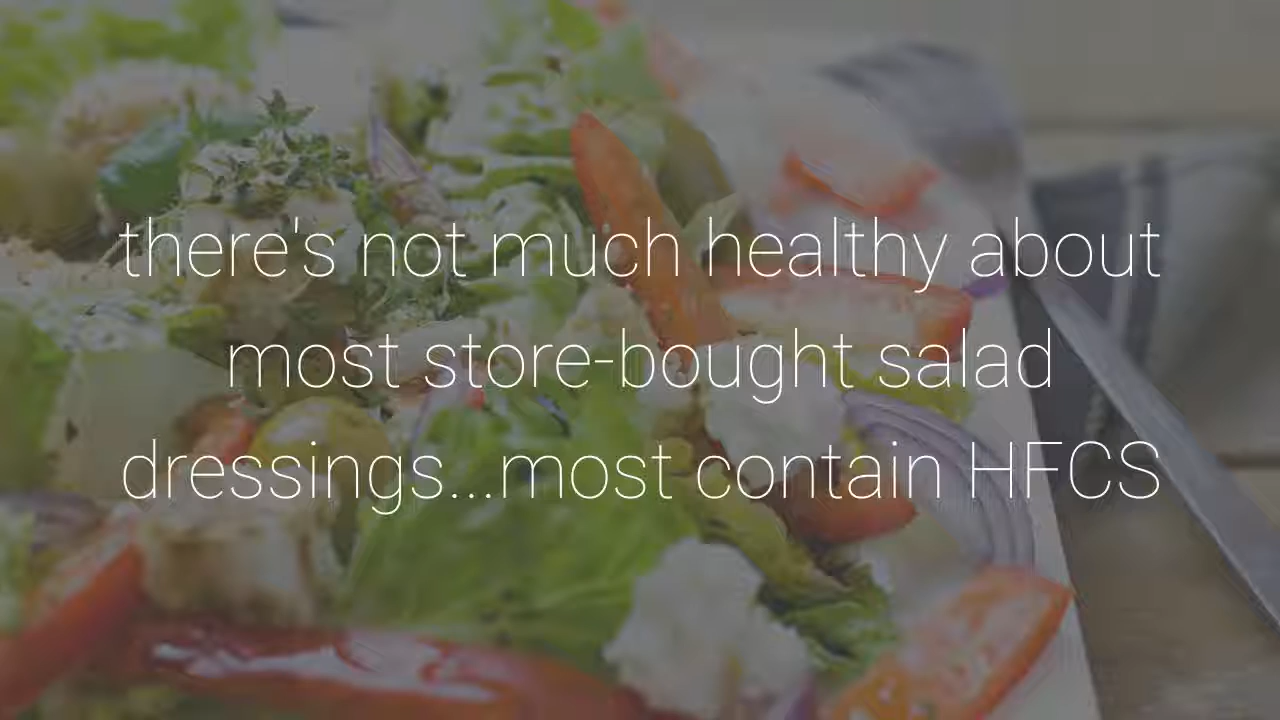 there's not much healthy about
most store-bought salad
dressings...most contain HFCS